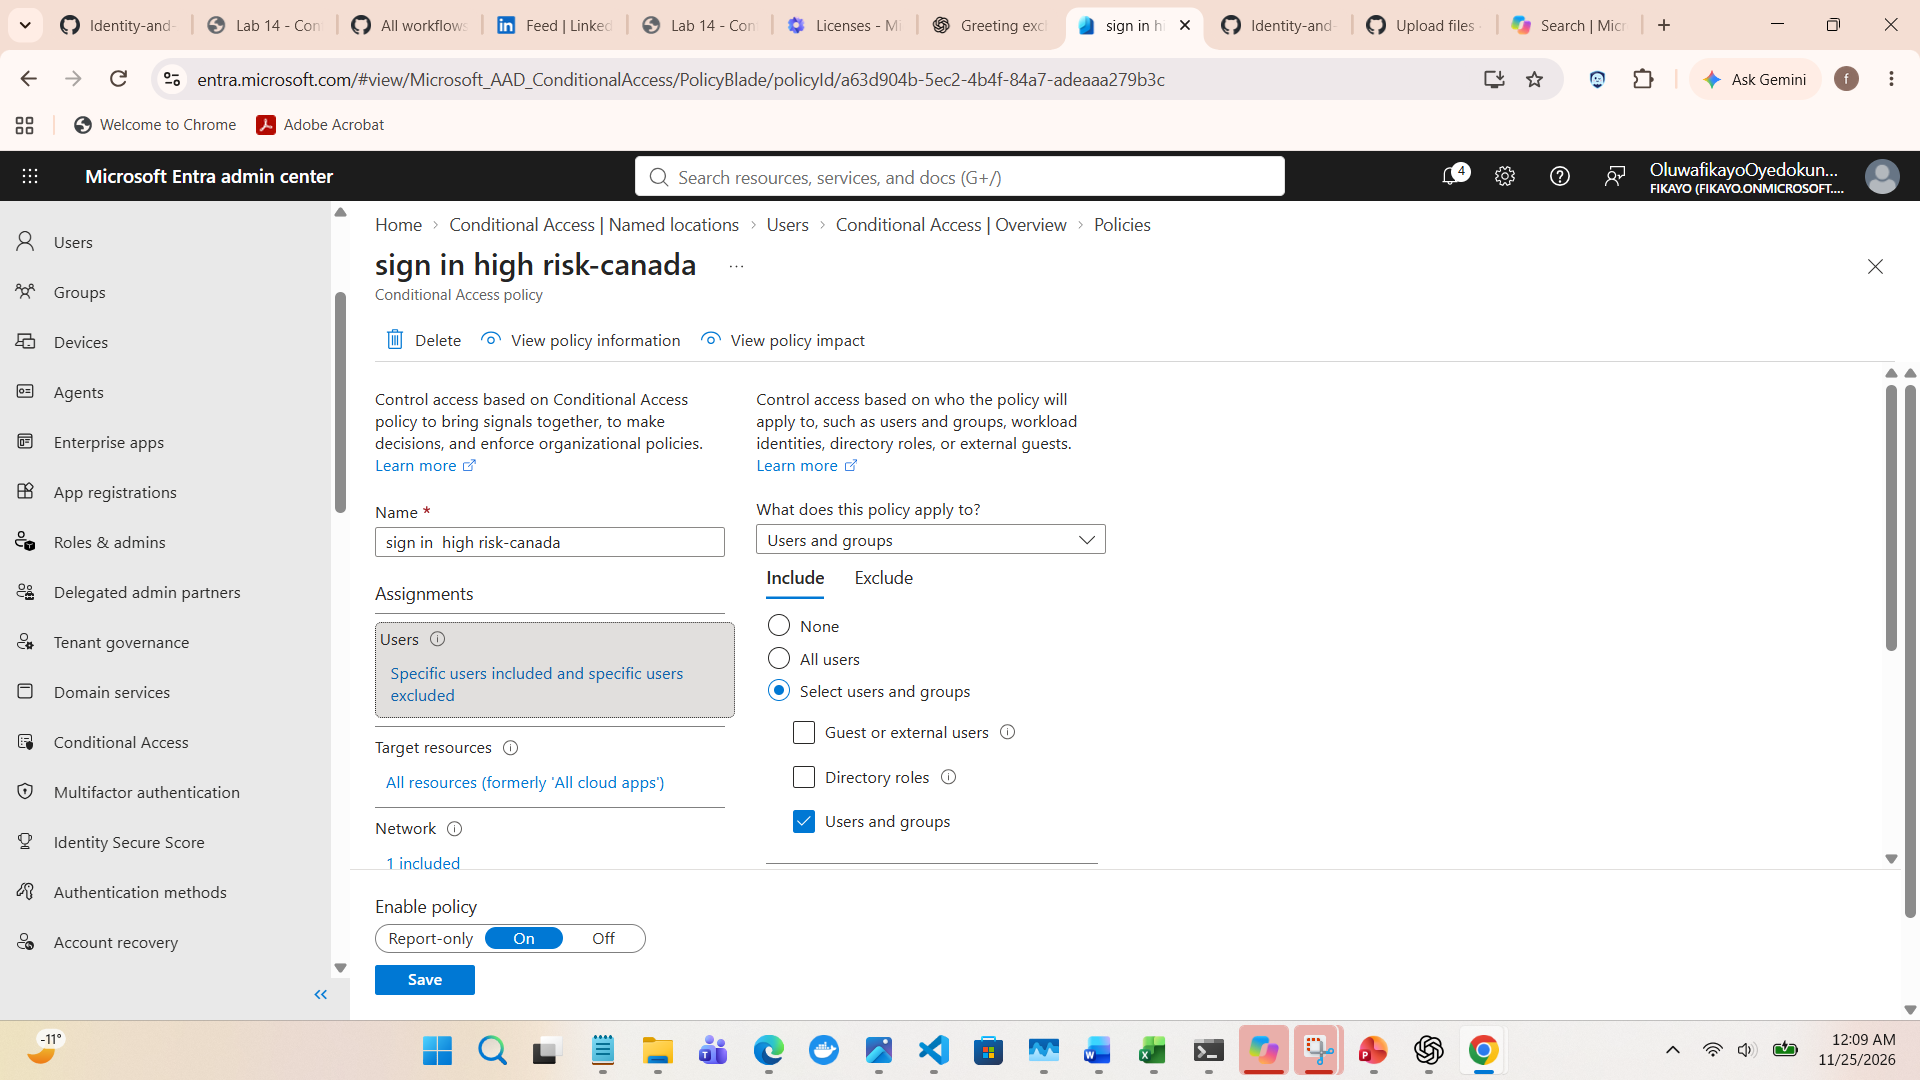 Identity-and-
Lab 14 - Con
All workflows
Feed | Linked
Lab 14 - Con
Licenses - Mi
Greeting exc
sign in hi
Identity-and-
Upload files -
Search | Micr
entra.microsoft.com/#view/Microsoft_AAD_ConditionalAccess/PolicyBlade/policyId/a63d904b-5ec2-4b4f-84a7-adeaaa279b3c
Ask Gemini
f
Welcome to Chrome
Adobe Acrobat
Microsoft Entra admin center
Search resources, services, and docs (G+/)
4
OluwafikayoOyedokun...
FIKAYO (FIKAYO.ONMICROSOFT....
Users
Groups
Devices
Agents
Enterprise apps
App registrations
Roles & admins
Delegated admin partners
Tenant governance
Domain services
Conditional Access
Multifactor authentication
Identity Secure Score
Authentication methods
Account recovery
Home > Conditional Access | Named locations > Users > Conditional Access | Overview > Policies
sign in high risk-canada ...
Conditional Access policy
Delete
View policy information
View policy impact
Control access based on Conditional Access
policy to bring signals together, to make
decisions, and enforce organizational policies.
Learn more
Name *
sign in  high risk-canada
Assignments
Users
Specific users included and specific users
excluded
Target resources
All resources (formerly 'All cloud apps')
Network
1 included
Control access based on who the policy will
apply to, such as users and groups, workload
identities, directory roles, or external guests.
Learn more
What does this policy apply to?
Users and groups
Include
Exclude
None
All users
Select users and groups
Guest or external users
Directory roles
Users and groups
Enable policy
Report-only
On
Off
Save
-11°
12:09 AM
11/25/2026